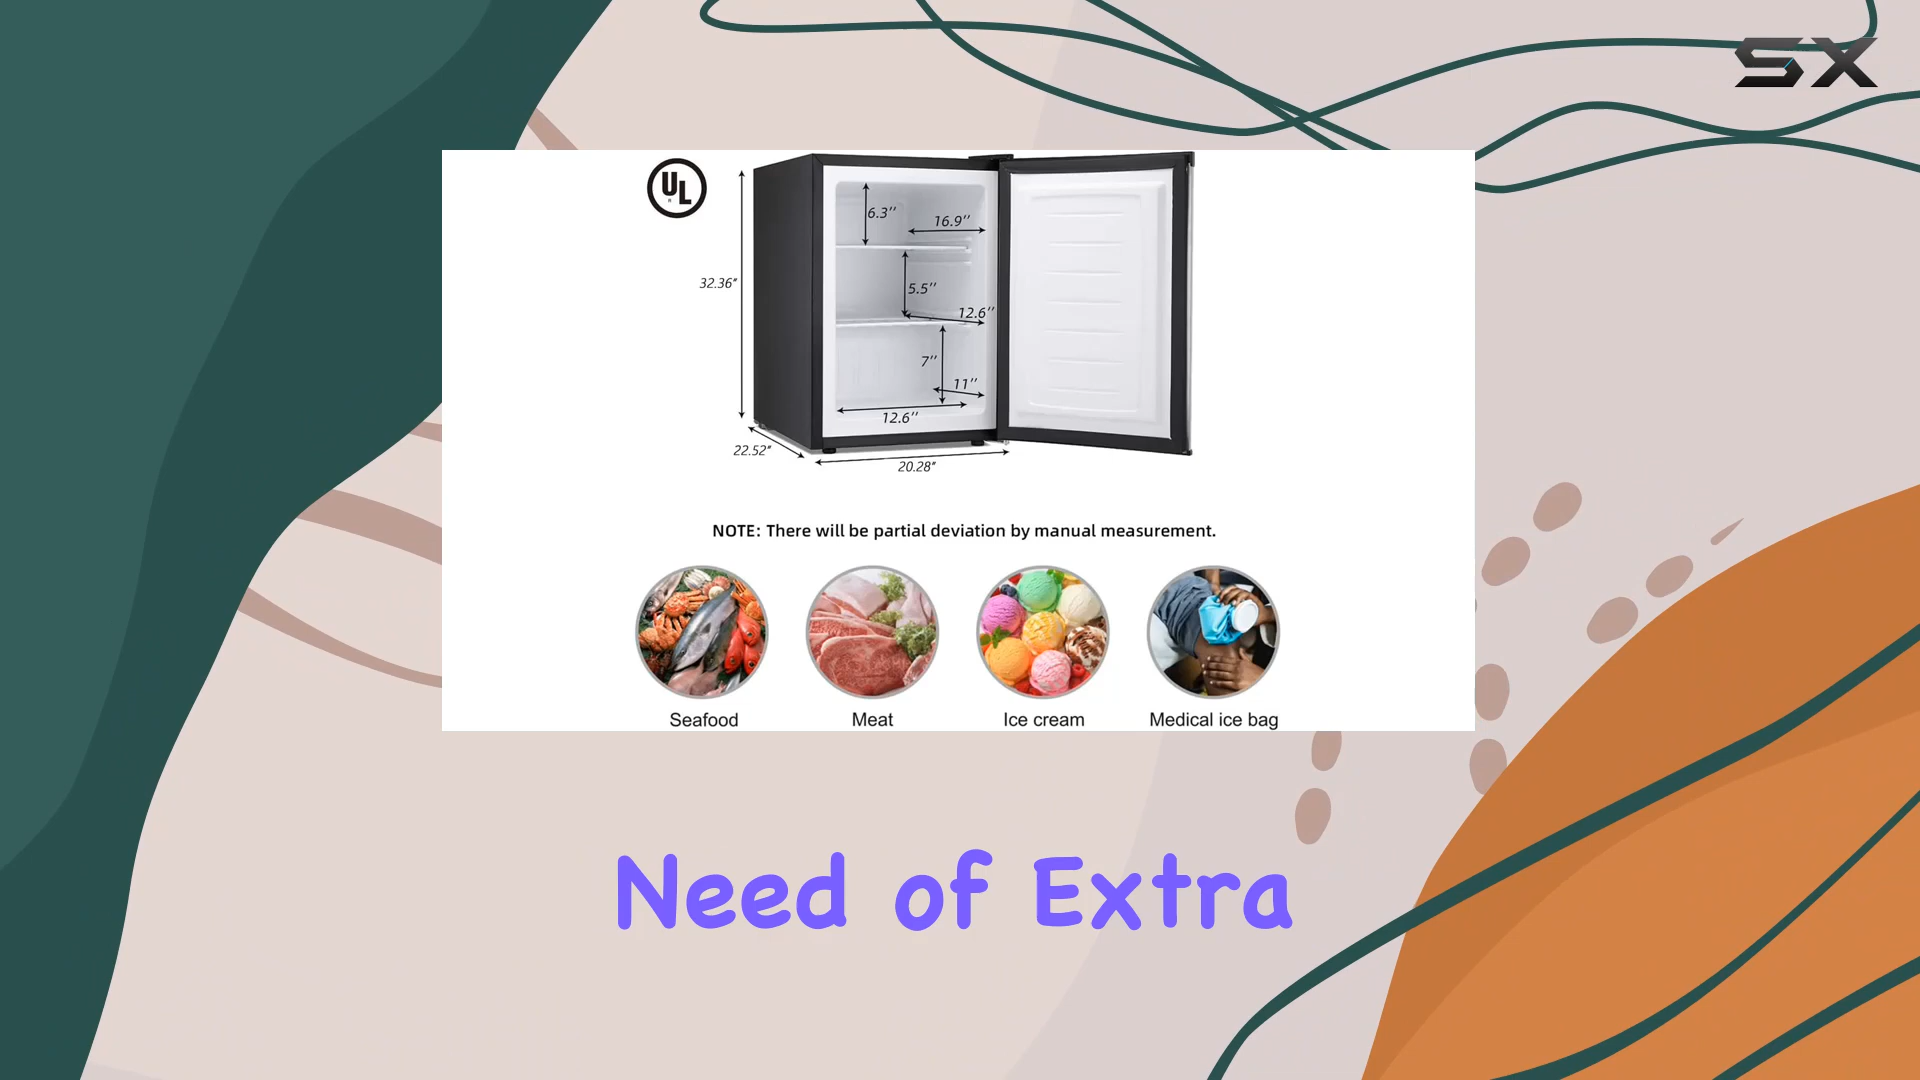 SX
UL
6.3’’
16.9’’
32.36”
5.5’’
12.6’’
7’’
11’’
12.6’’
22.52”
20.28”
NOTE: There will be partial deviation by manual measurement.
Seafood Meat Ice cream Medical ice bag
Need of Extra